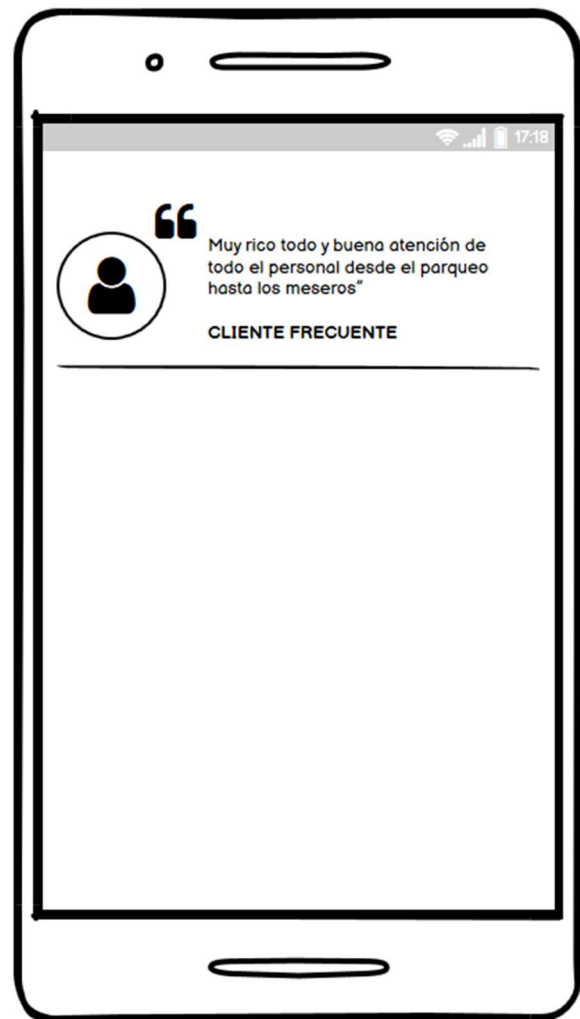 17:18
“
Muy rico todo y buena atención de
todo el personal desde el parqueo
hasta los meseros”
CLIENTE FRECUENTE